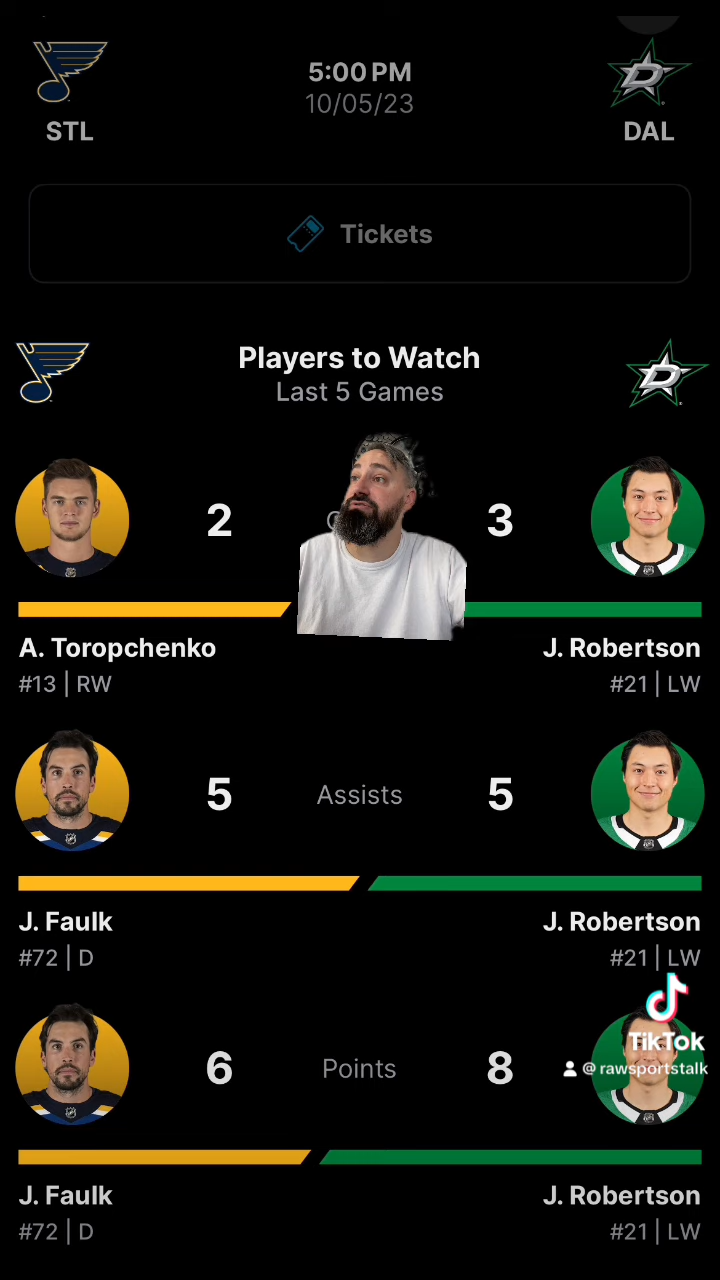 5:00 PM
10/05/23
STL
DAL
Tickets
Players to Watch
Last 5 Games
2
3
A. Toropchenko
J. Robertson
#13 | RW
#21 | LW
5
Assists
5
J. Faulk
J. Robertson
#72 | D
#21 | LW
6
Points
8
TikTok
@rawsportstalk
J. Faulk
J. Robertson
#72 | D
#21 | LW